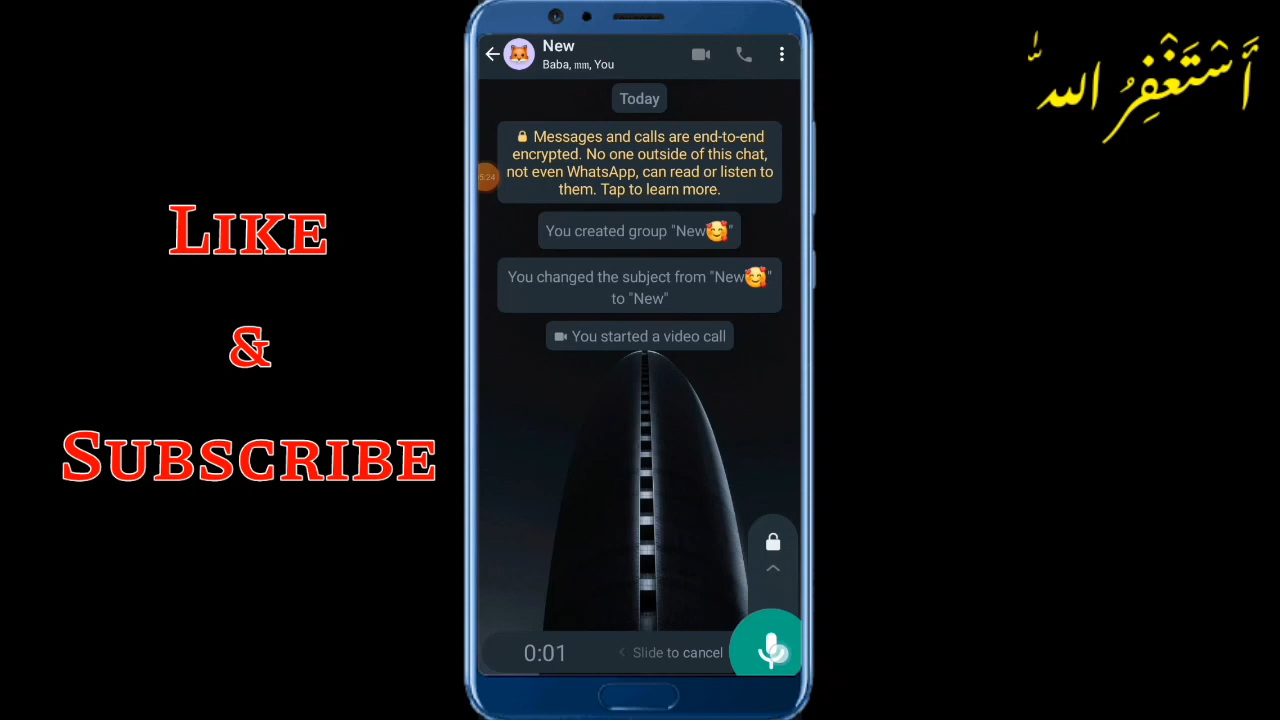 LIKE
&
SUBSCRIBE
New
Baba, mm, You
Today
Messages and calls are end-to-end
encrypted. No one outside of this chat,
not even WhatsApp, can read or listen to
them. Tap to learn more.
05:24
You created group "New🥰"
You changed the subject from "New🥰"
to "New"
You started a video call
0:01
Slide to cancel
أَسْتَغْفِرُ اللّٰه